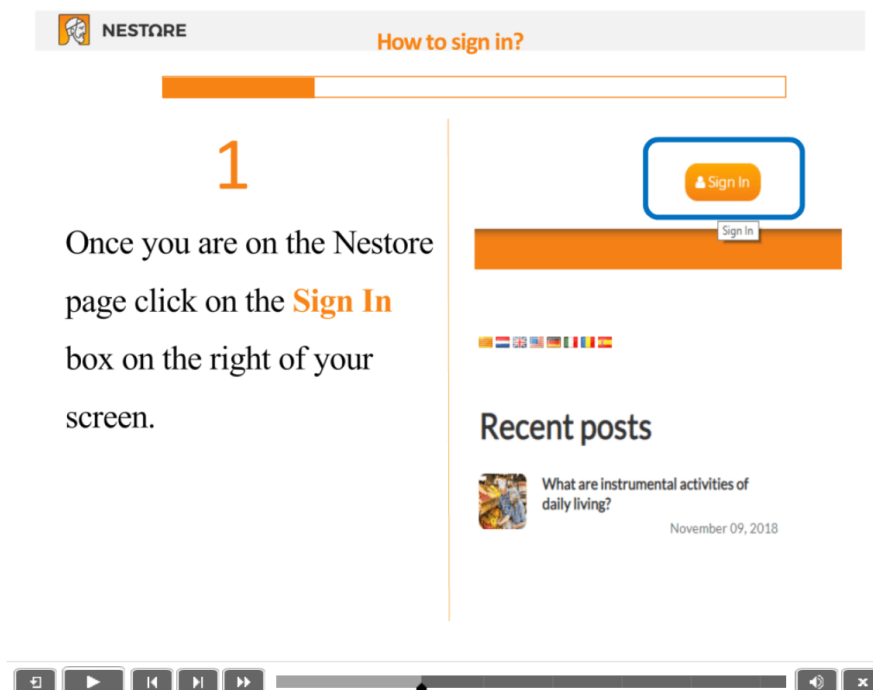 NESTORE
How to sign in?
1
Once you are on the Nestore
page click on the Sign In
box on the right of your
screen.
Sign In
Sign In
Recent posts
What are instrumental activities of
daily living?
November 09, 2018